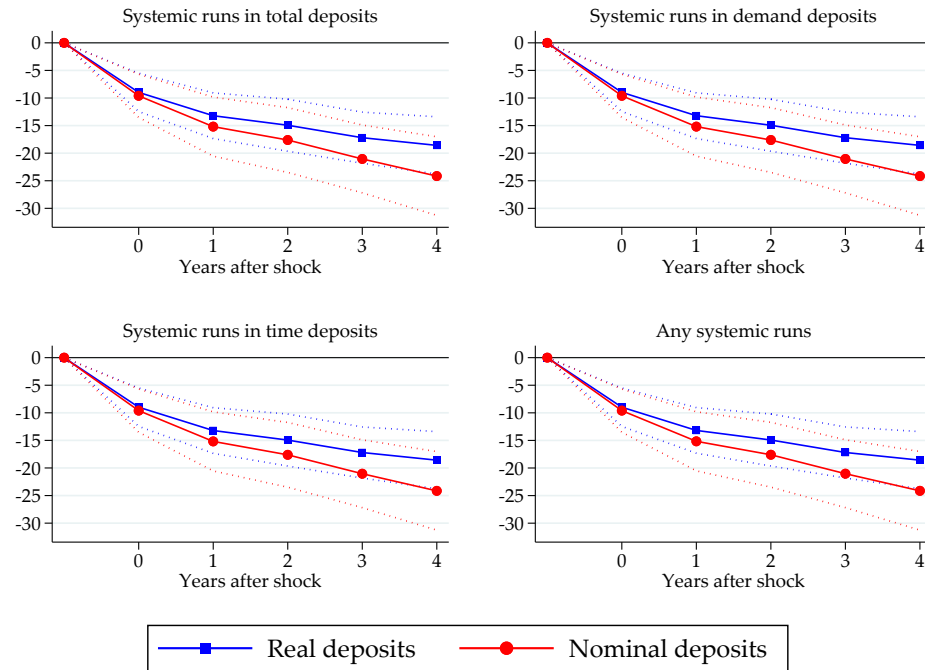 Systemic runs in total deposits
0
-5
-10
-15
-20
-25
-30
0 1 2 3 4
Years after shock
Systemic runs in demand deposits
0
-5
-10
-15
-20
-25
-30
0 1 2 3 4
Years after shock
Systemic runs in time deposits
0
-5
-10
-15
-20
-25
-30
0 1 2 3 4
Years after shock
Any systemic runs
0
-5
-10
-15
-20
-25
-30
0 1 2 3 4
Years after shock
Real deposits Nominal deposits